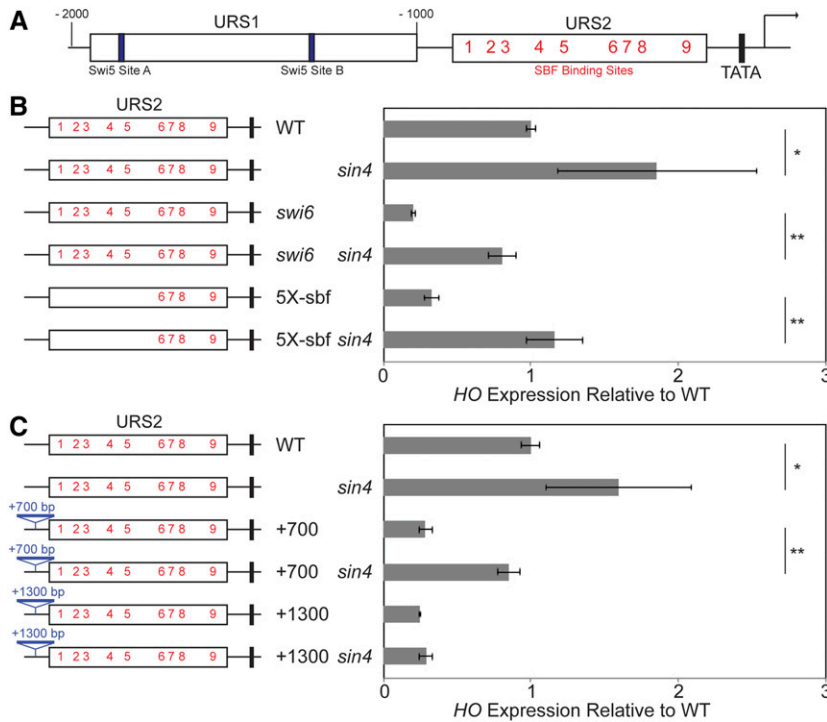 A
- 2000
URS1
- 1000
URS2
1 2 3 4 5 6 7 8 9
Swi5 Site A
Swi5 Site B
SBF Binding Sites
TATA
B
URS2
1 2 3 4 5 6 7 8 9 WT
1 2 3 4 5 6 7 8 9 sin4
*
1 2 3 4 5 6 7 8 9 swi6
1 2 3 4 5 6 7 8 9 swi6 sin4
**
6 7 8 9 5X-sbf
6 7 8 9 5X-sbf sin4
**
0 1 2 3
HO Expression Relative to WT
C
URS2
1 2 3 4 5 6 7 8 9 WT
1 2 3 4 5 6 7 8 9 sin4
*
+700 bp
1 2 3 4 5 6 7 8 9 +700
+700 bp
1 2 3 4 5 6 7 8 9 +700 sin4
**
+1300 bp
1 2 3 4 5 6 7 8 9 +1300
+1300 bp
1 2 3 4 5 6 7 8 9 +1300 sin4
0 1 2 3
HO Expression Relative to WT